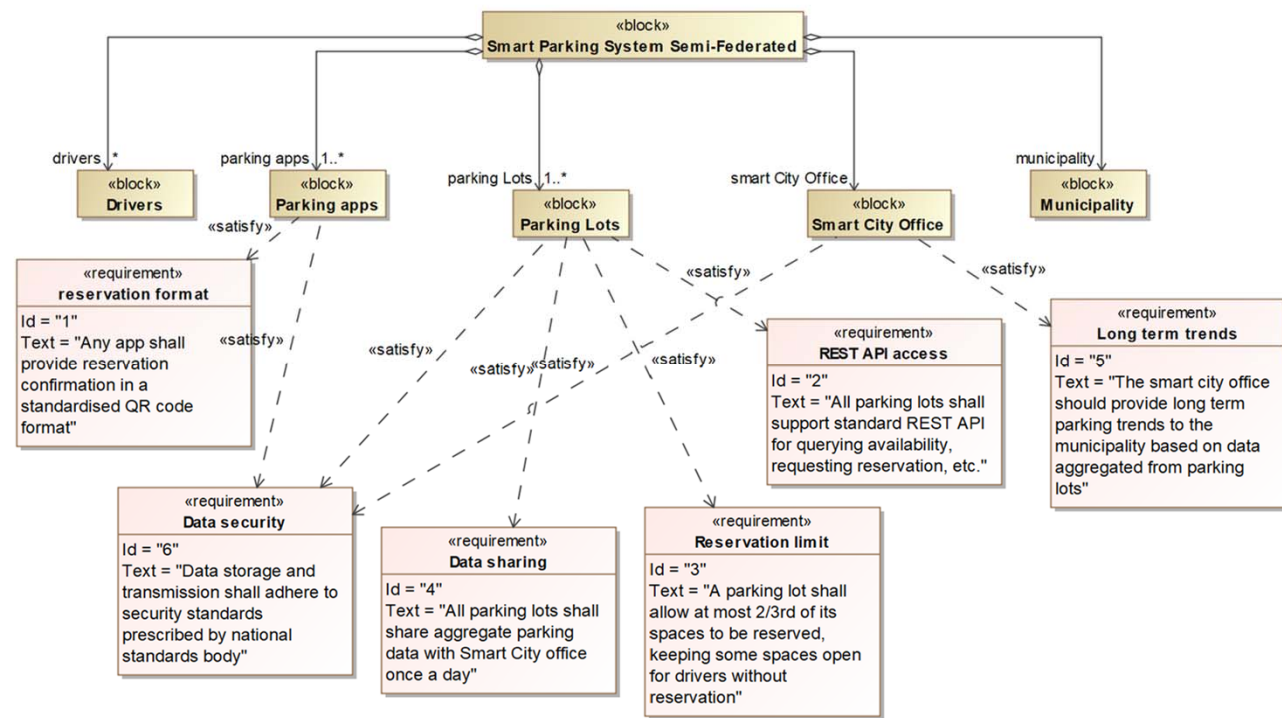 «block»
Smart Parking System Semi-Federated
drivers *
«block»
Drivers
parking apps 1..*
«block»
Parking apps
parking Lots 1..*
«block»
Parking Lots
smart City Office
«block»
Smart City Office
municipality
«block»
Municipality
«satisfy»
«satisfy»
«satisfy»
«satisfy»
«satisfy»
«satisfy»
«satisfy»
«satisfy»
«requirement»
reservation format
Id = "1"
Text = "Any app shall
provide reservation
confirmation in a
standardised QR code
format"
«requirement»
REST API access
Id = "2"
Text = "All parking lots shall
support standard REST API
for querying availability,
requesting reservation, etc."
«requirement»
Long term trends
Id = "5"
Text = "The smart city office
should provide long term
parking trends to the
municipality based on data
aggregated from parking
lots"
«requirement»
Data security
Id = "6"
Text = "Data storage and
transmission shall adhere to
security standards
prescribed by national
standards body"
«requirement»
Data sharing
Id = "4"
Text = "All parking lots shall
share aggregate parking
data with Smart City office
once a day"
«requirement»
Reservation limit
Id = "3"
Text = "A parking lot shall
allow at most 2/3rd of its
spaces to be reserved,
keeping some spaces open
for drivers without
reservation"